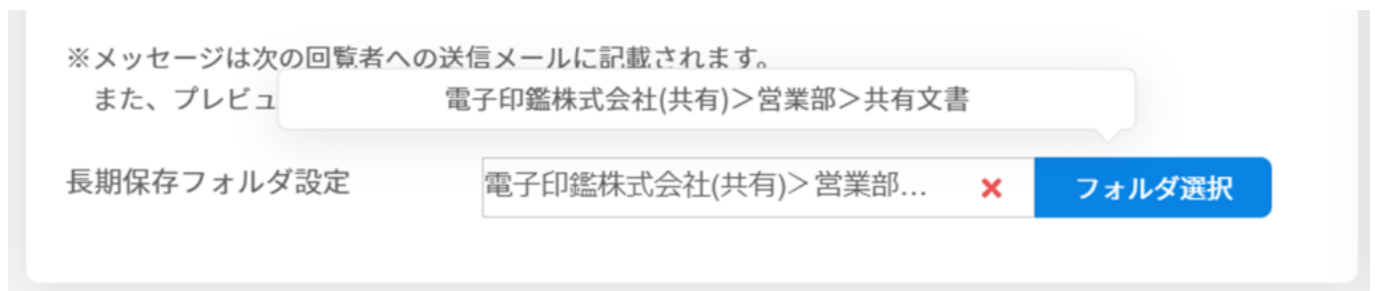 ※メッセージは次の回覧者への送信メールに記載されます。
また、プレビュ
電子印鑑株式会社(共有)＞営業部＞共有文書
長期保存フォルダ設定
電子印鑑株式会社(共有)＞営業部…
×
フォルダ選択